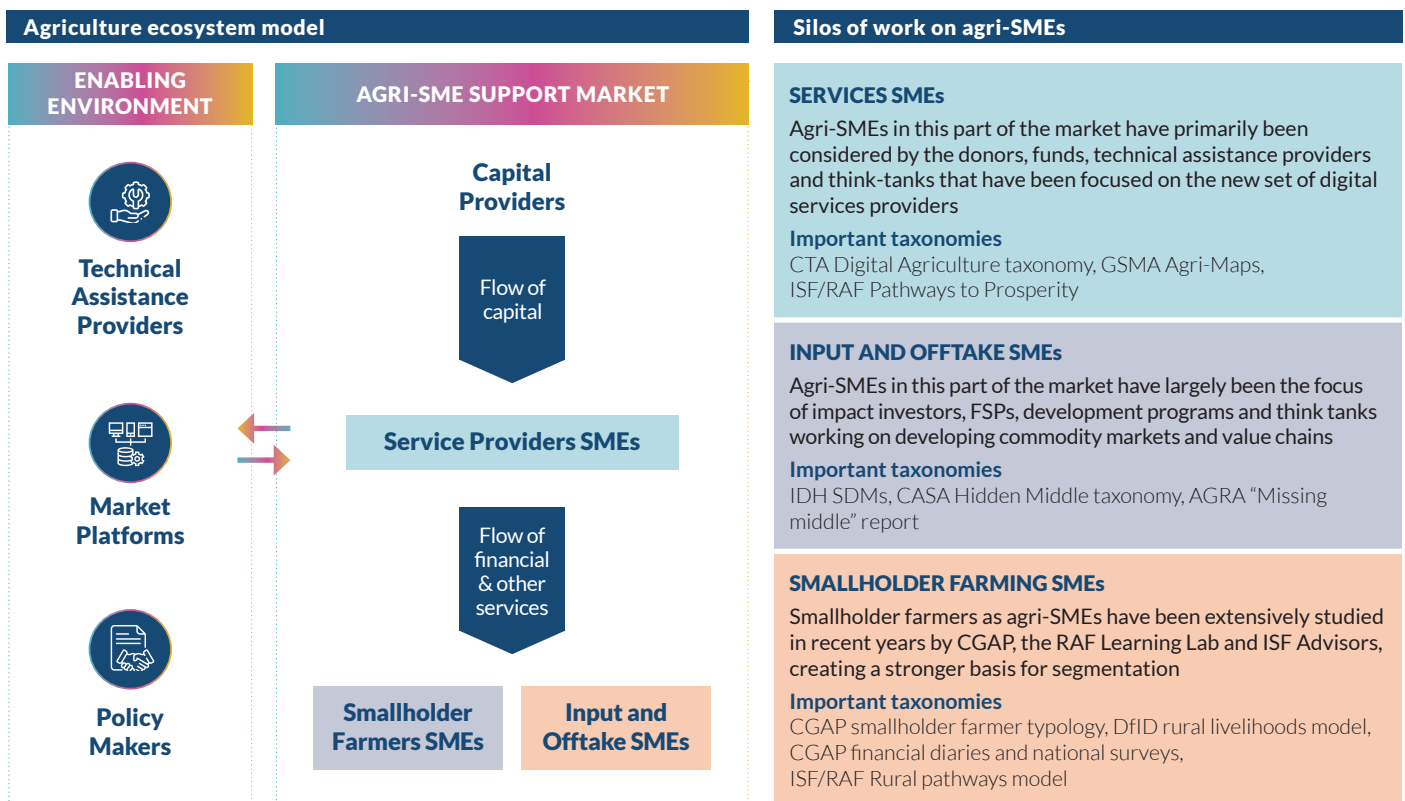 Agriculture ecosystem model
ENABLING
ENVIRONMENT
Technical
Assistance
Providers
Market
Platforms
Policy
Makers
AGRI-SME SUPPORT MARKET
Capital
Providers
Flow of
capital
Service Providers SMEs
Flow of
financial
& other
services
Smallholder
Farmers SMEs
Input and
Offtake SMEs
Silos of work on agri-SMEs
SERVICES SMEs
Agri-SMEs in this part of the market have primarily been
considered by the donors, funds, technical assistance providers
and think-tanks that have been focused on the new set of digital
services providers
Important taxonomies
CTA Digital Agriculture taxonomy, GSMA Agri-Maps,
ISF/RAF Pathways to Prosperity
INPUT AND OFFTAKE SMEs
Agri-SMEs in this part of the market have largely been the focus
of impact investors, FSPs, development programs and think tanks
working on developing commodity markets and value chains
Important taxonomies
IDH SDMs, CASA Hidden Middle taxonomy, AGRA “Missing
middle” report
SMALLHOLDER FARMING SMEs
Smallholder farmers as agri-SMEs have been extensively studied
in recent years by CGAP, the RAF Learning Lab and ISF Advisors,
creating a stronger basis for segmentation
Important taxonomies
CGAP smallholder farmer typology, DfID rural livelihoods model,
CGAP financial diaries and national surveys,
ISF/RAF Rural pathways model